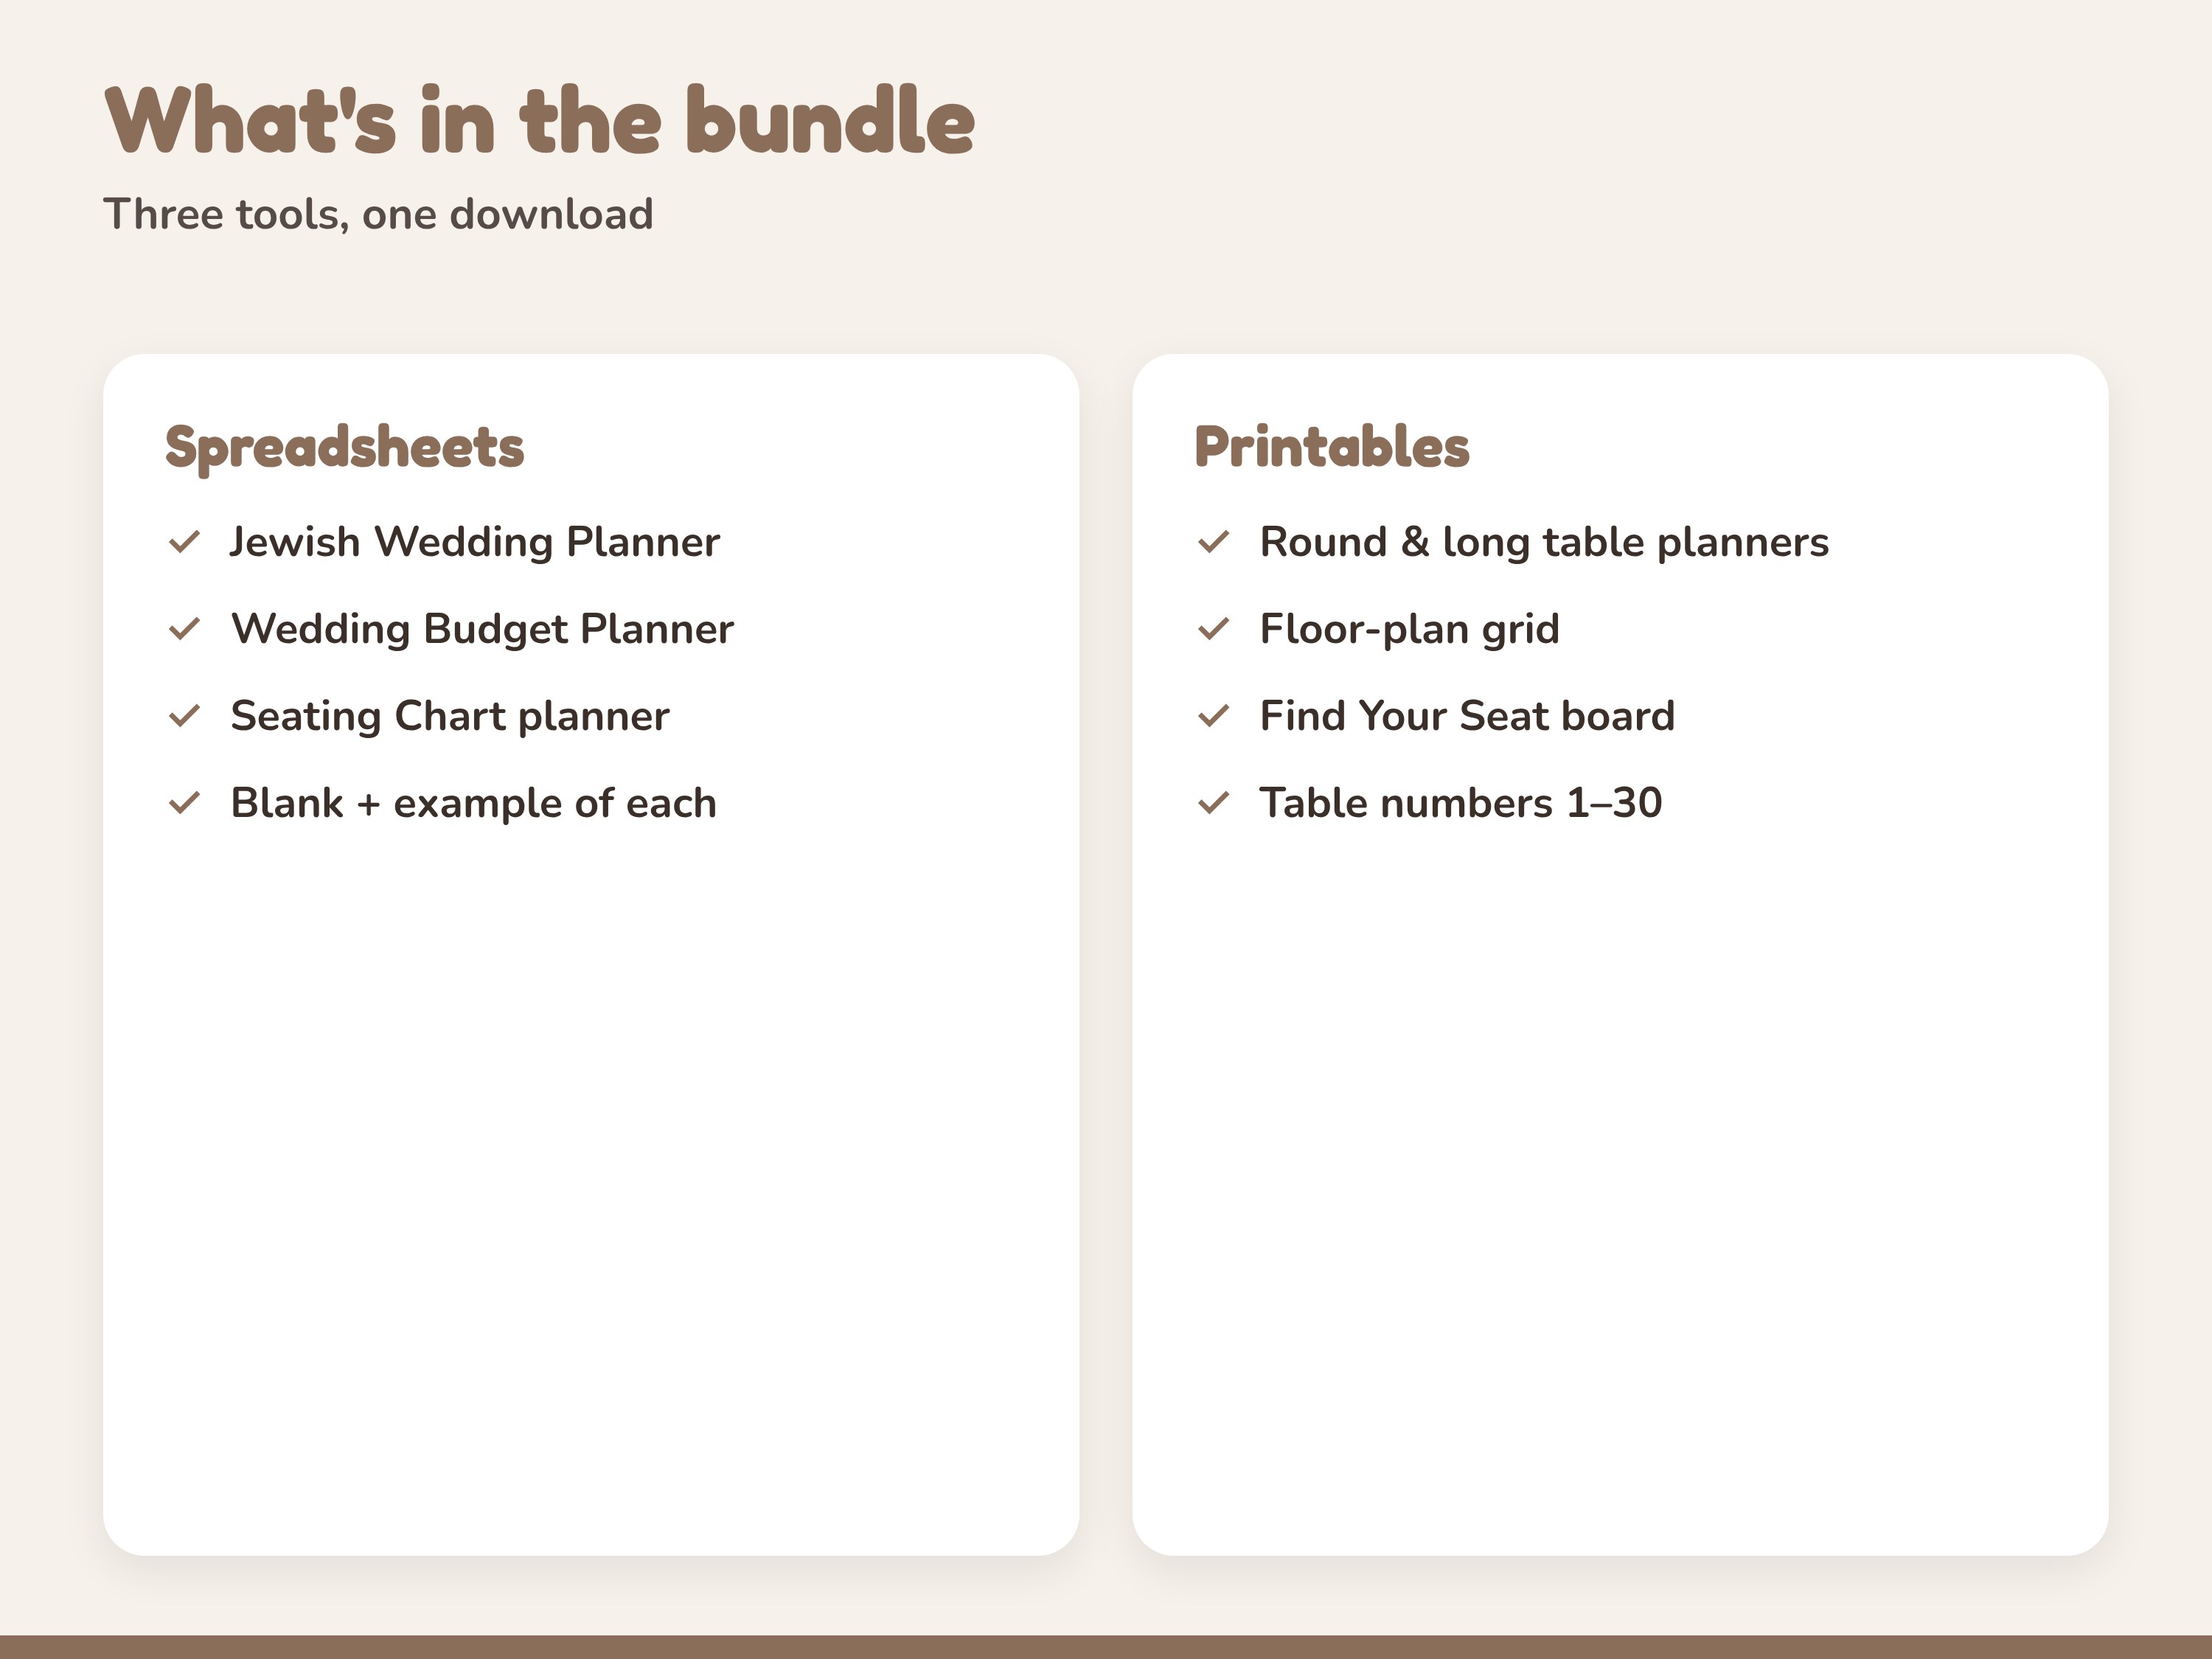 What's in the bundle
Three tools, one download
Spreadsheets
Jewish Wedding Planner
Wedding Budget Planner
Seating Chart planner
Blank + example of each
Printables
Round & long table planners
Floor-plan grid
Find Your Seat board
Table numbers 1–30